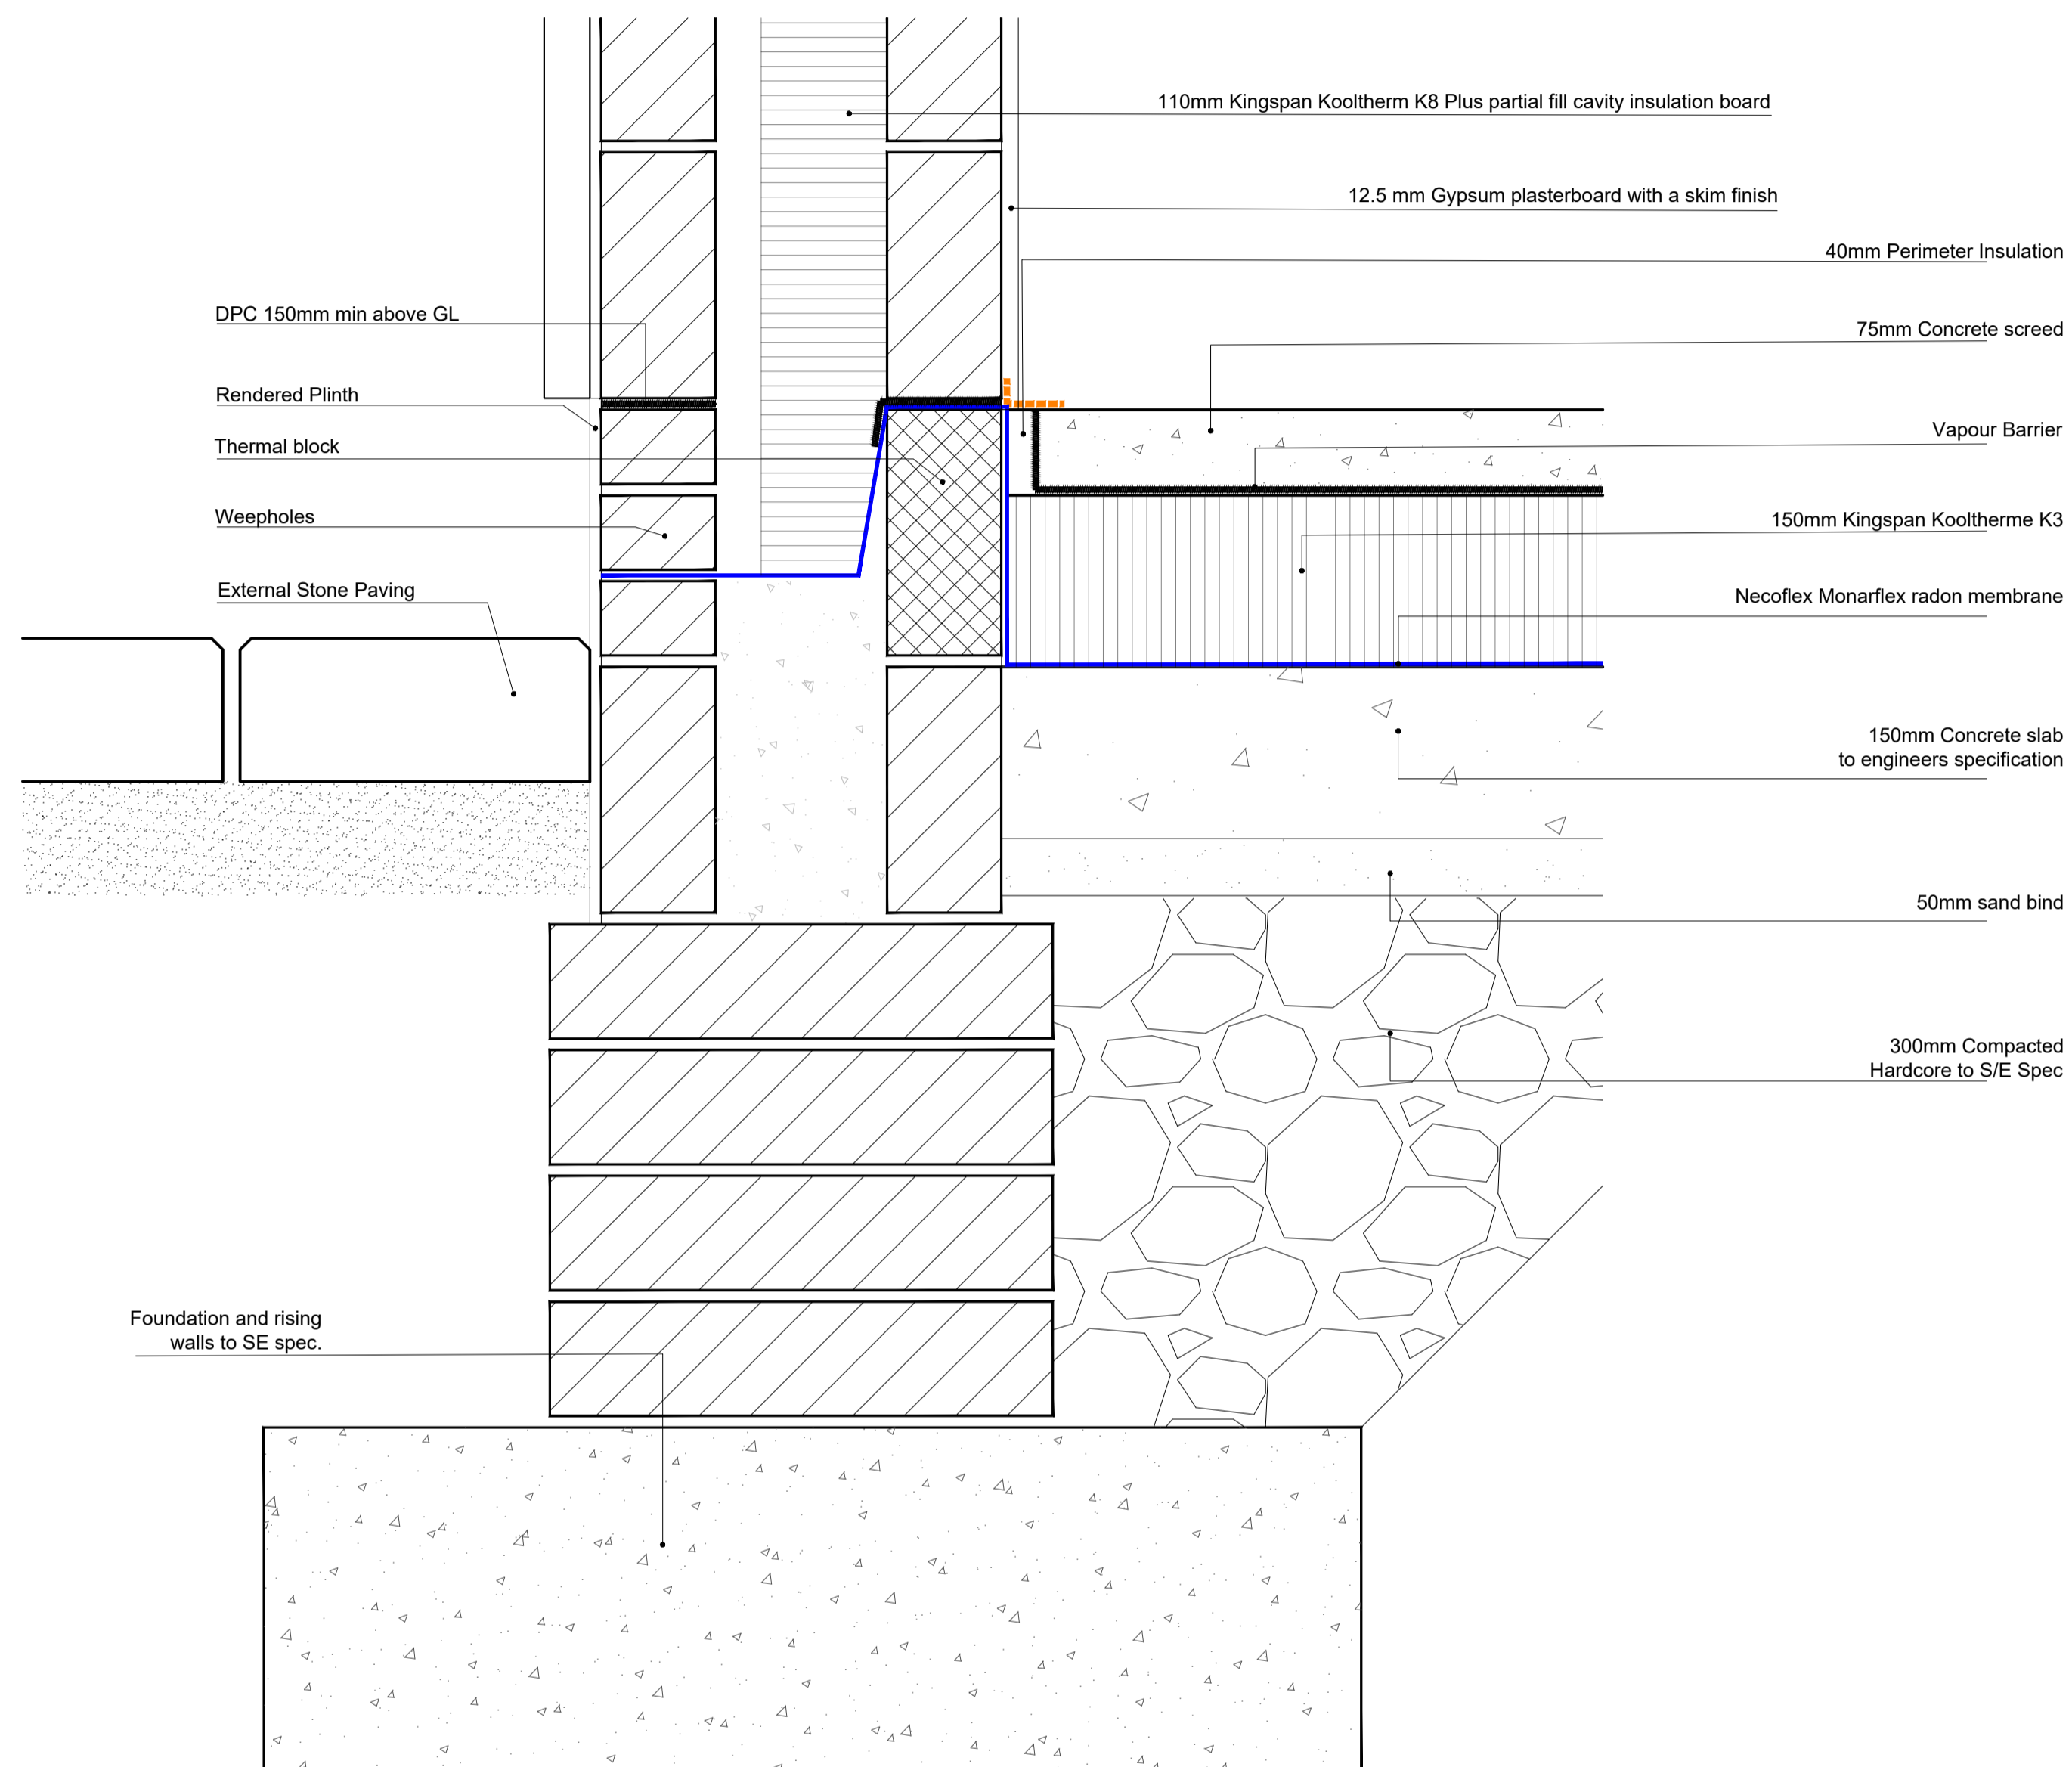 110mm Kingspan Kooltherm K8 Plus partial fill cavity insulation board
12.5 mm Gypsum plasterboard with a skim finish
40mm Perimeter Insulation
75mm Concrete screed
Vapour Barrier
150mm Kingspan Kooltherme K3
Necoflex Monarflex radon membrane
150mm Concrete slab
to engineers specification
50mm sand bind
300mm Compacted
Hardcore to S/E Spec
DPC 150mm min above GL
Rendered Plinth
Thermal block
Weepholes
External Stone Paving
Foundation and rising
walls to SE spec.